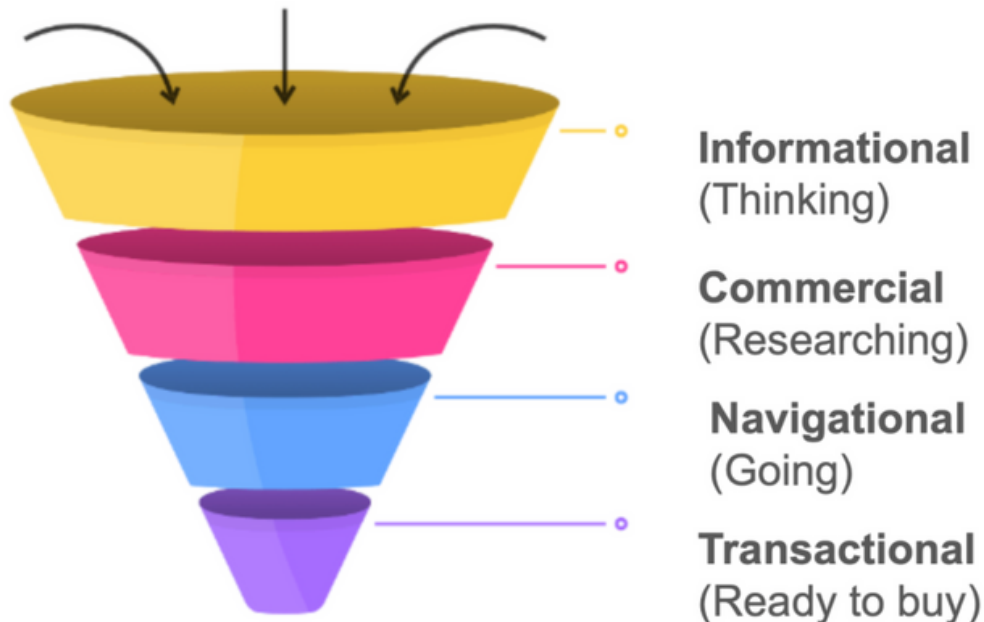 Informational
(Thinking)
Commercial
(Researching)
Navigational
(Going)
Transactional
(Ready to buy)